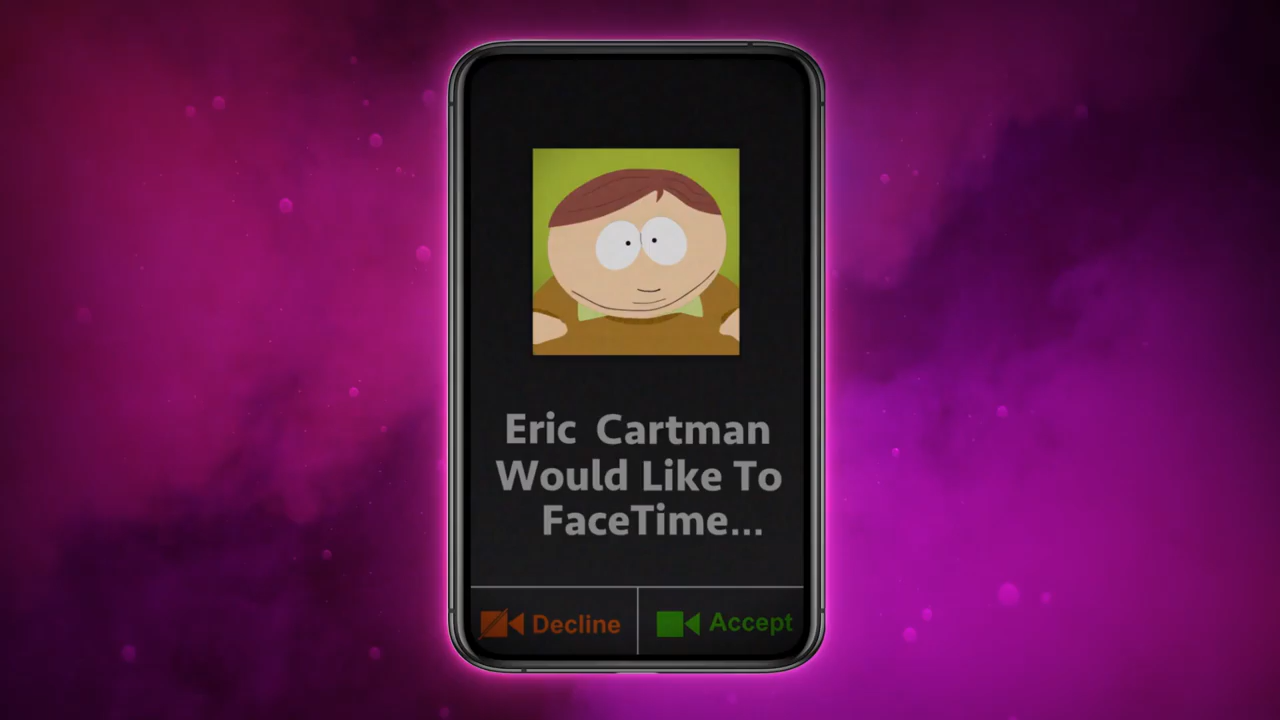 Eric Cartman
Would Like To
FaceTime...
Decline
Accept